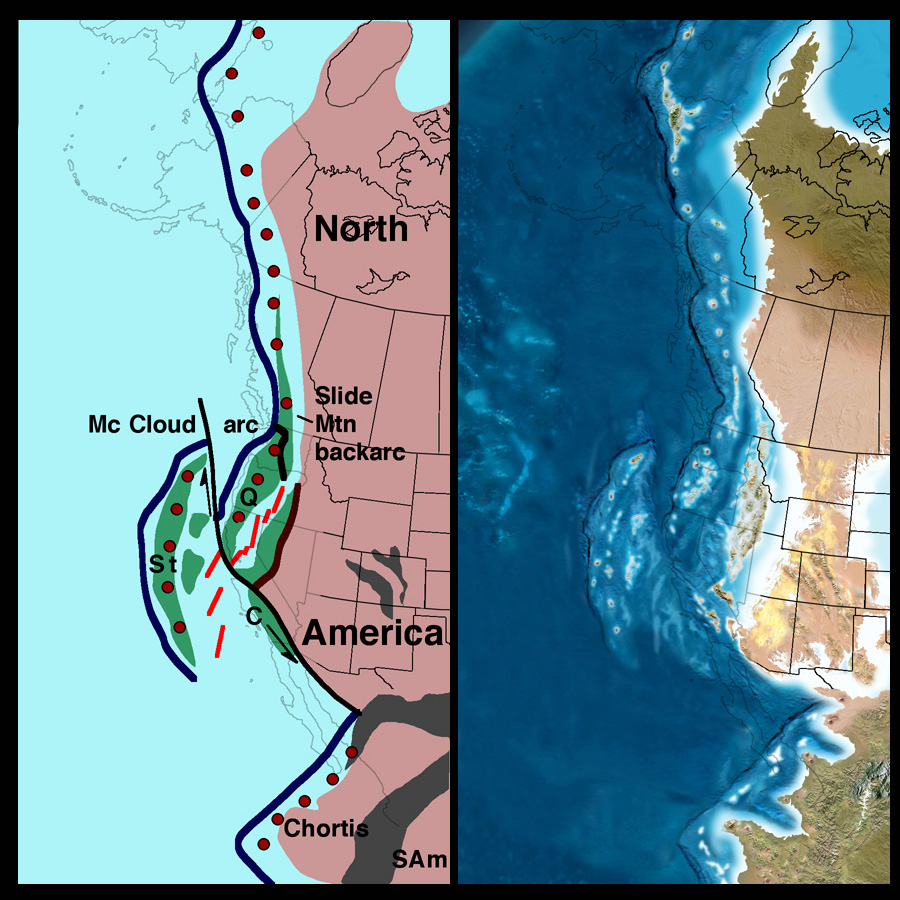 North
Slide
Mc Cloud arc Mtn
backarc
Q
St
C
America
Chortis
SAm